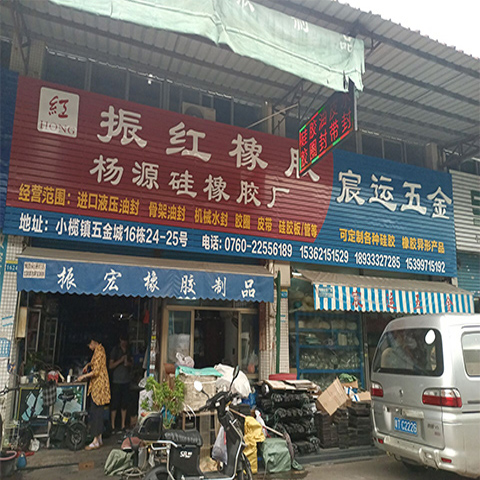 紅
HONG
振红橡胶
杨源硅橡胶厂
经营范围：进口液压油封 骨架油封 机械水封 胶圈 皮带 硅胶板/管等
地址：小榄镇五金城16栋24-25号 电话：0760-22556189 15362151529 18933327285 15399715192
宸运五金
可定制各种硅胶 橡胶异形产品
振宏橡胶制品